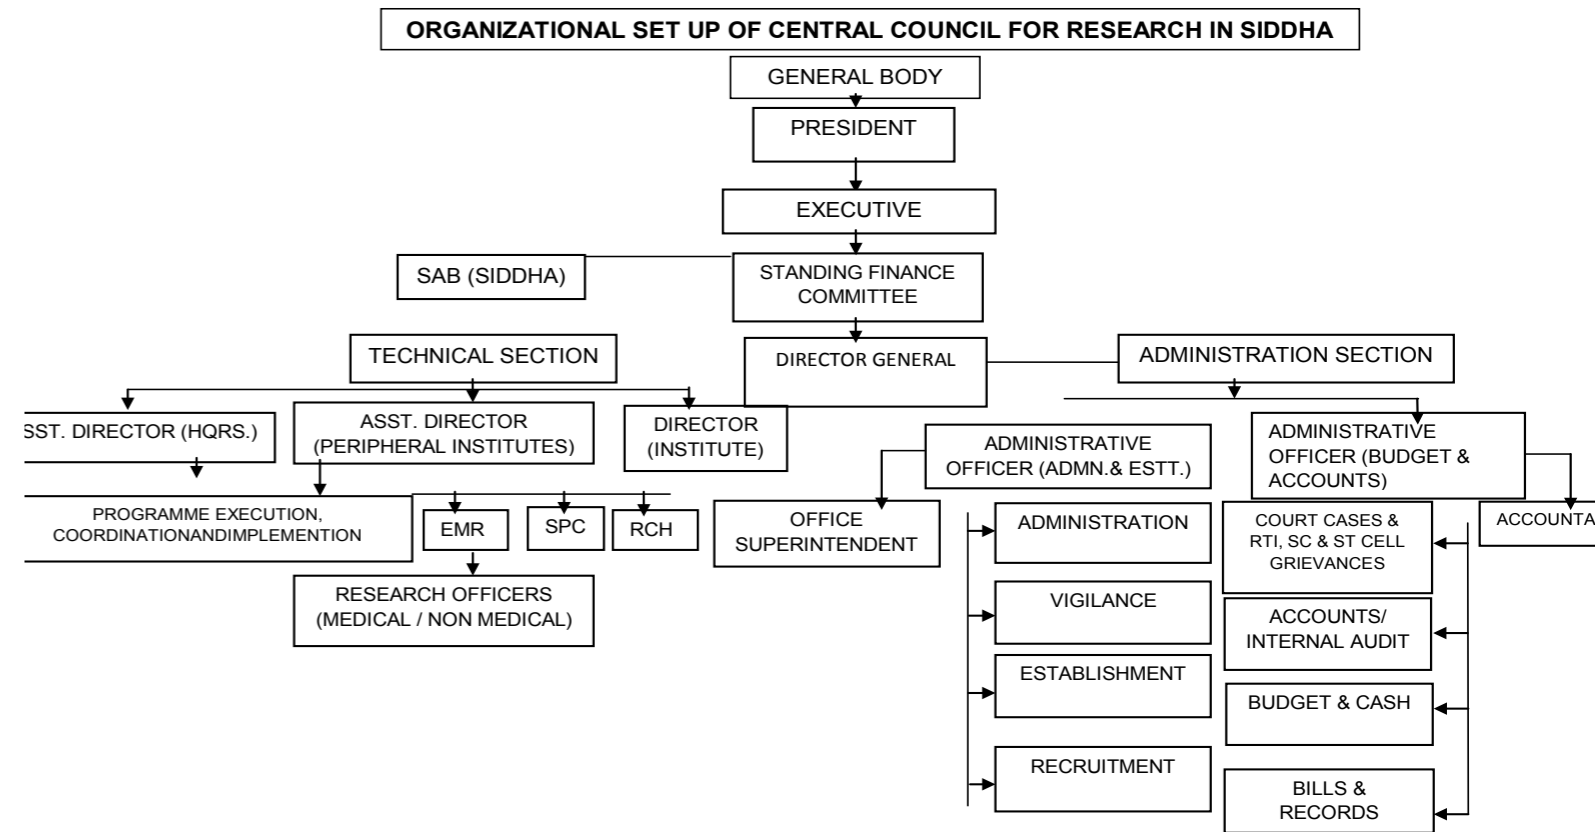 ORGANIZATIONAL SET UP OF CENTRAL COUNCIL FOR RESEARCH IN SIDDHA
GENERAL BODY
PRESIDENT
EXECUTIVE
SAB (SIDDHA)
STANDING FINANCE
COMMITTEE
TECHNICAL SECTION
DIRECTOR GENERAL
ADMINISTRATION SECTION
SST. DIRECTOR (HQRS.)
ASST. DIRECTOR
(PERIPHERAL INSTITUTES)
DIRECTOR
(INSTITUTE)
ADMINISTRATIVE
OFFICER (ADMN.& ESTT.)
ADMINISTRATIVE
OFFICER (BUDGET &
ACCOUNTS)
PROGRAMME EXECUTION,
COORDINATIONANDIMPLEMENTION
EMR
SPC
RCH
OFFICE
SUPERINTENDENT
ADMINISTRATION
COURT CASES &
RTI, SC & ST CELL
GRIEVANCES
ACCOUNTA
RESEARCH OFFICERS
(MEDICAL / NON MEDICAL)
VIGILANCE
ACCOUNTS/
INTERNAL AUDIT
ESTABLISHMENT
BUDGET & CASH
RECRUITMENT
BILLS &
RECORDS